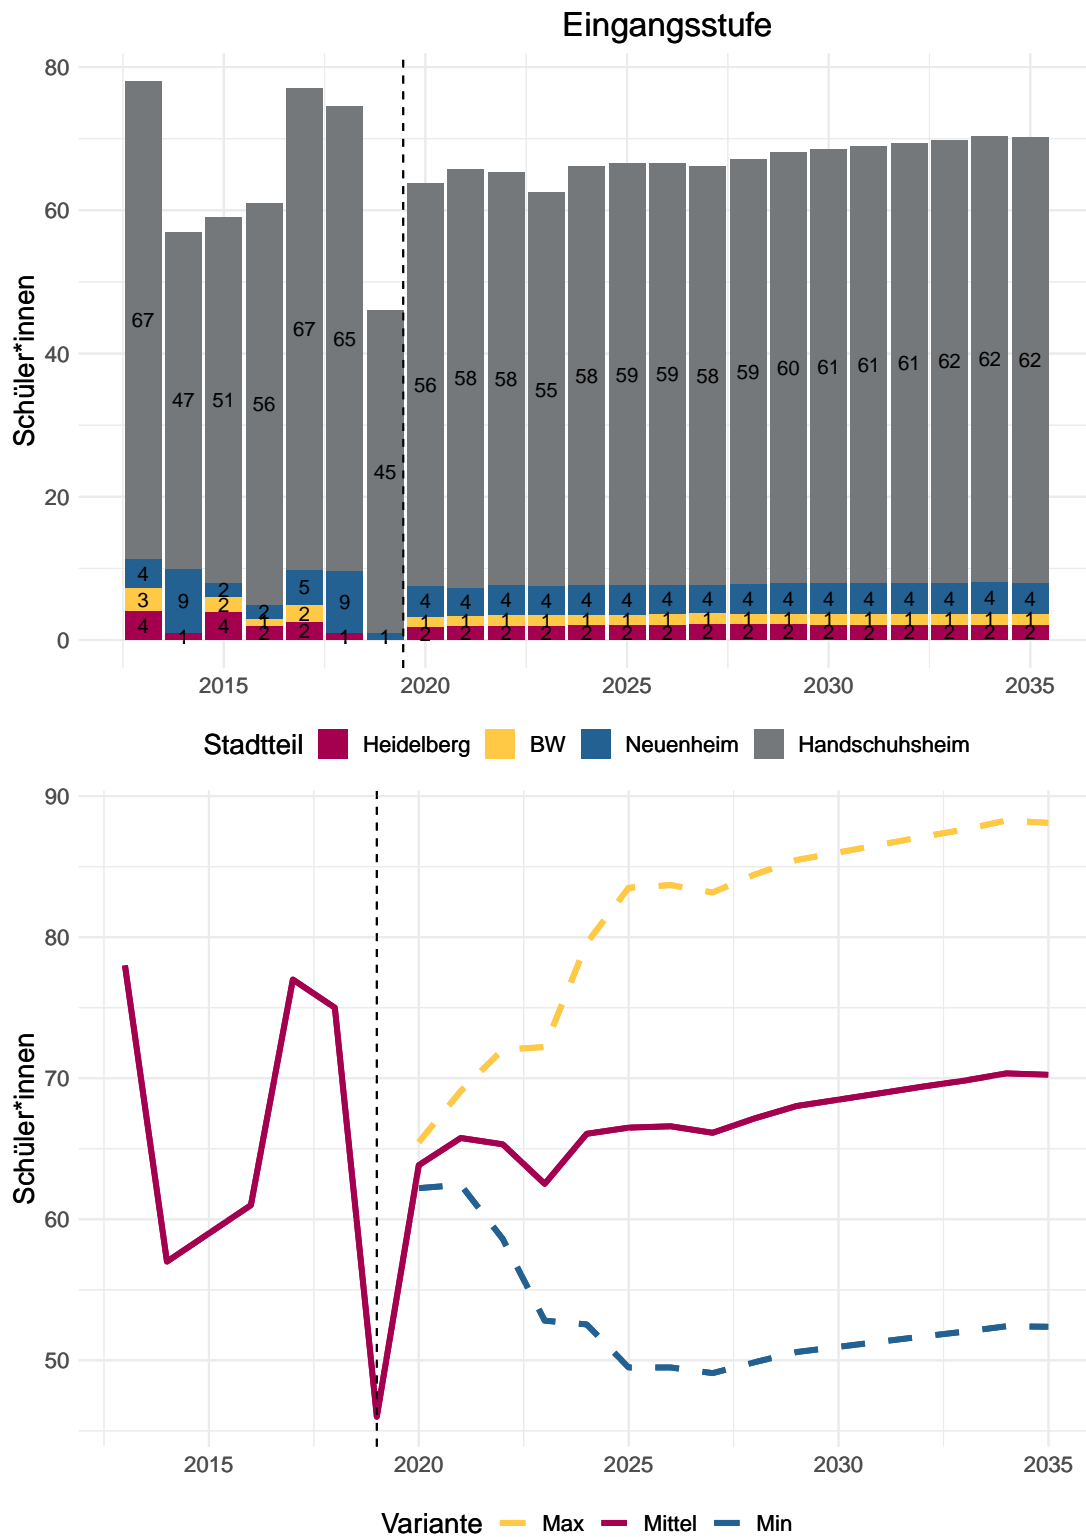 Eingangsstufe
80
60
40
20
0
Schüler*innen
67 47 51 56 67 65 45 56 58 58 55 58 59 59 58 59 60 61 61 61 62 62 62
4 9 2 2 5 9 1 4 4 4 4 4 4 4 4 4 4 4 4 4 4 4 4
3 2 1 2 1 1 1 1 1 1 1 1 1 1 1 1 1 1 1 1
4 1 4 2 2 1 2 2 2 2 2 2 2 2 2 2 2 2 2 2 2 2
2015 2020 2025 2030 2035
Stadtteil Heidelberg BW Neuenheim Handschuhsheim
90
80
70
60
50
Schüler*innen
2015 2020 2025 2030 2035
Variante Max Mittel Min